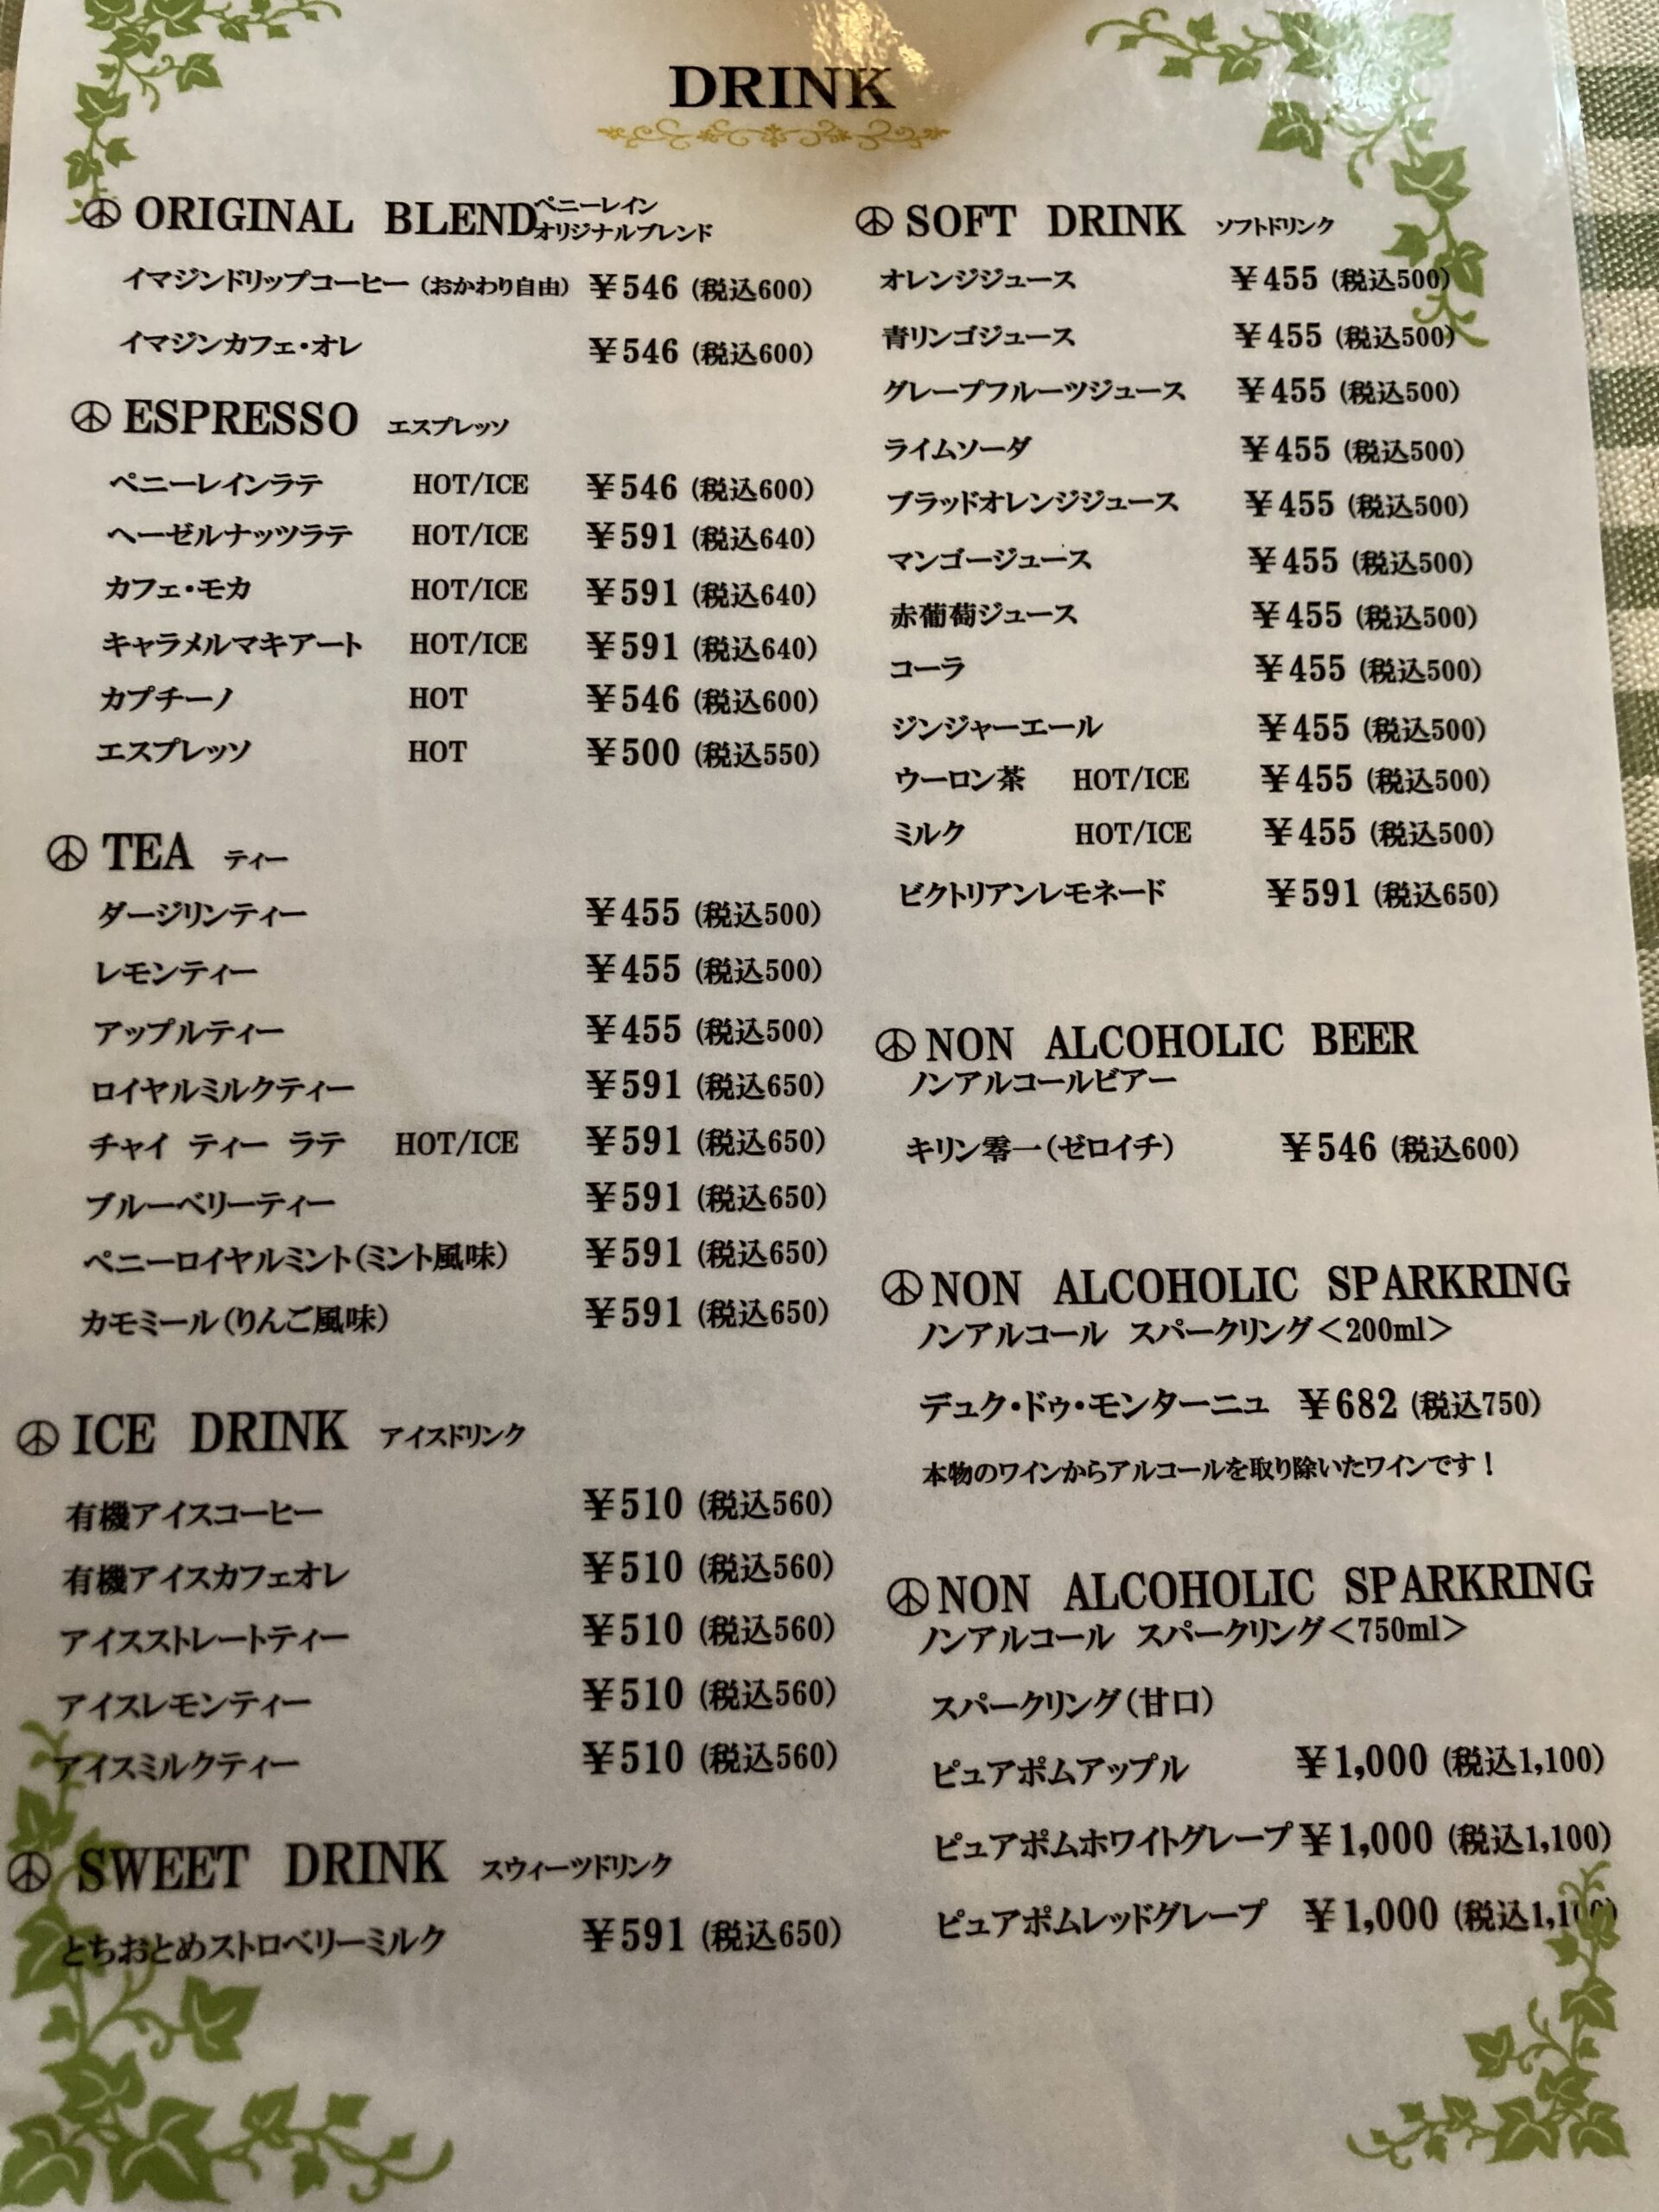 DRINK
ORIGINAL BLEND ペニーレイン
オリジナルブレンド
イマジンドリップコーヒー（おかわり自由） ￥546 (税込600)
イマジンカフェ・オレ ￥546 (税込600)
ESPRESSO エスプレッソ
ペニーレインラテ HOT/ICE ￥546 (税込600)
ヘーゼルナッツラテ HOT/ICE ￥591 (税込640)
カフェ・モカ HOT/ICE ￥591 (税込640)
キャラメルマキアート HOT/ICE ￥591 (税込640)
カプチーノ HOT ￥546 (税込600)
エスプレッソ HOT ￥500 (税込550)
TEA ティー
ダージリンティー ￥455 (税込500)
レモンティー ￥455 (税込500)
アップルティー ￥455 (税込500)
ロイヤルミルクティー ￥591 (税込650)
チャイ ティー ラテ HOT/ICE ￥591 (税込650)
ブルーベリーティー ￥591 (税込650)
ペニーロイヤルミント（ミント風味） ￥591 (税込650)
カモミール（りんご風味） ￥591 (税込650)
ICE DRINK アイスドリンク
有機アイスコーヒー ￥510 (税込560)
有機アイスカフェオレ ￥510 (税込560)
アイスストレートティー ￥510 (税込560)
アイスレモンティー ￥510 (税込560)
アイスミルクティー ￥510 (税込560)
SWEET DRINK スウィーツドリンク
とちおとめストロベリーミルク ￥591 (税込650)
SOFT DRINK ソフトドリンク
オレンジジュース ￥455 (税込500)
青リンゴジュース ￥455 (税込500)
グレープフルーツジュース ￥455 (税込500)
ライムソーダ ￥455 (税込500)
ブラッドオレンジジュース ￥455 (税込500)
マンゴージュース ￥455 (税込500)
赤葡萄ジュース ￥455 (税込500)
コーラ ￥455 (税込500)
ジンジャーエール ￥455 (税込500)
ウーロン茶 HOT/ICE ￥455 (税込500)
ミルク HOT/ICE ￥455 (税込500)
ビクトリアンレモネード ￥591 (税込650)
NON ALCOHOLIC BEER
ノンアルコールビアー
キリン零一（ゼロイチ） ￥546 (税込600)
NON ALCOHOLIC SPARKRING
ノンアルコール スパークリング＜200ml＞
デュク・ドゥ・モンターニュ ￥682 (税込750)
本物のワインからアルコールを取り除いたワインです！
NON ALCOHOLIC SPARKRING
ノンアルコール スパークリング＜750ml＞
スパークリング（甘口）
ピュアポムアップル ￥1,000 (税込1,100)
ピュアポムホワイトグレープ ￥1,000 (税込1,100)
ピュアポムレッドグレープ ￥1,000 (税込1,100)